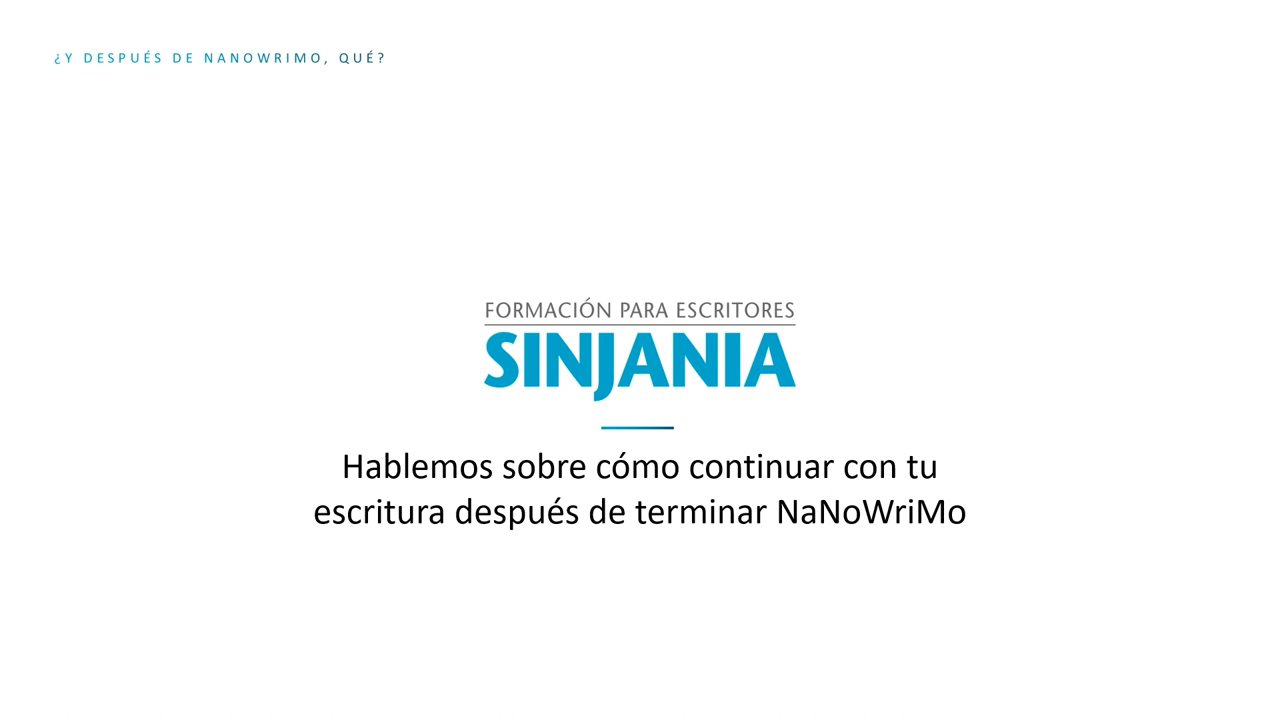 ¿Y DESPUÉS DE NANOWRIMO, QUÉ?
FORMACIÓN PARA ESCRITORES
SINJANIA
Hablemos sobre cómo continuar con tu
escritura después de terminar NaNoWriMo